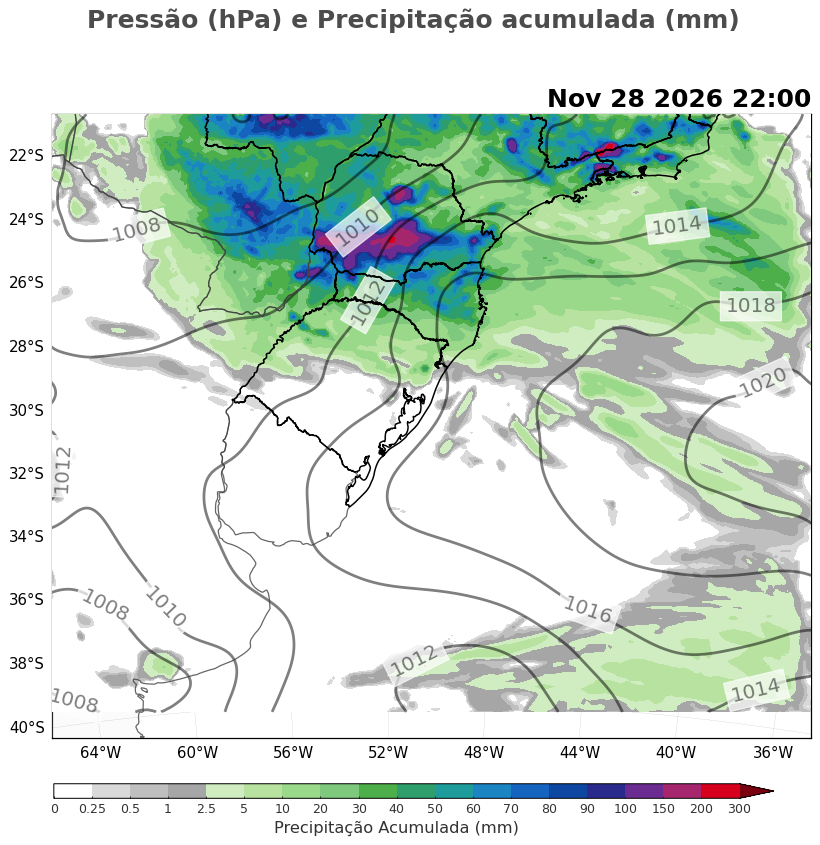 Pressão (hPa) e Precipitação acumulada (mm)
Nov 28 2026 22:00
22°S
24°S
26°S
28°S
30°S
32°S
34°S
36°S
38°S
40°S
1008
1010
1014
1012
1018
1020
1012
1008
1010
1016
1012
1008
1014
64°W 60°W 56°W 52°W 48°W 44°W 40°W 36°W
0 0.25 0.5 1 2.5 5 10 20 30 40 50 60 70 80 90 100 150 200 300
Precipitação Acumulada (mm)